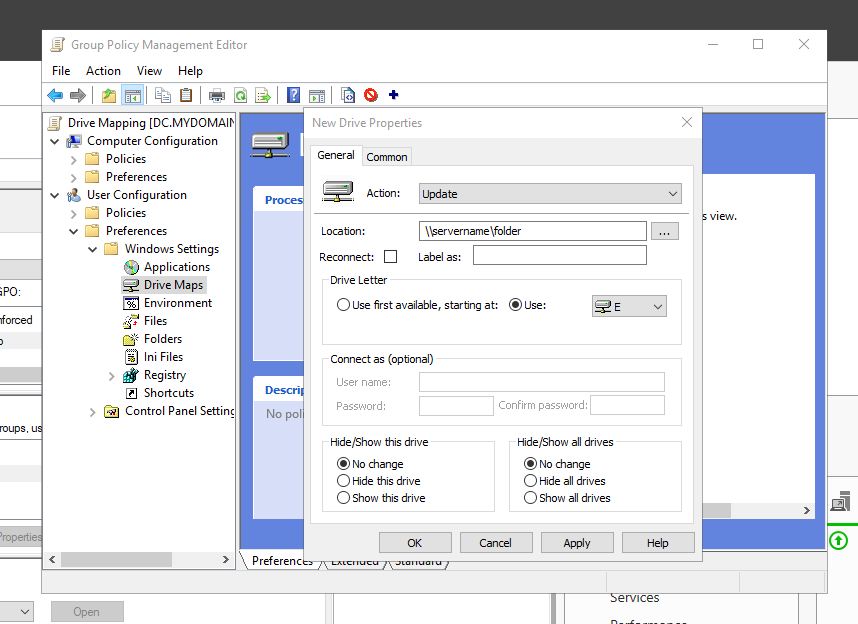 Group Policy Management Editor
File Action View Help
Drive Mapping [DC.MYDOMAIN
Computer Configuration
Policies
Preferences
User Configuration
Policies
Preferences
Windows Settings
Applications
Drive Maps
Environment
Files
Folders
Ini Files
Registry
Shortcuts
Control Panel Setting
Proces
Descrip
No poli
s view.
New Drive Properties
General Common
Action: Update
Location: \\servername\folder ...
Reconnect: Label as:
Drive Letter
Use first available, starting at: Use: E
Connect as (optional)
User name:
Password: Confirm password:
Hide/Show this drive
No change
Hide this drive
Show this drive
Hide/Show all drives
No change
Hide all drives
Show all drives
OK Cancel Apply Help
Preferences Extended Standard
GPO:
nforced
roups, us
Properties
Open
Services
Performance